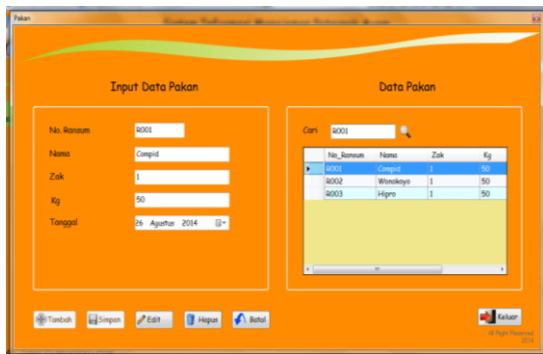 Pakan
Input Data Pakan
No. Ransum R001
Nama Compid
Zak 1
Kg 50
Tanggal 26 Agustus 2014
Data Pakan
Cari R001
No_Ransum Nama Zak Kg
R001 Compid 1 50
R002 Wonokoyo 1 50
R003 Hipro 1 50
Tambah Simpan Edit Hapus Batal
Keluar
All Right Reserved
2014